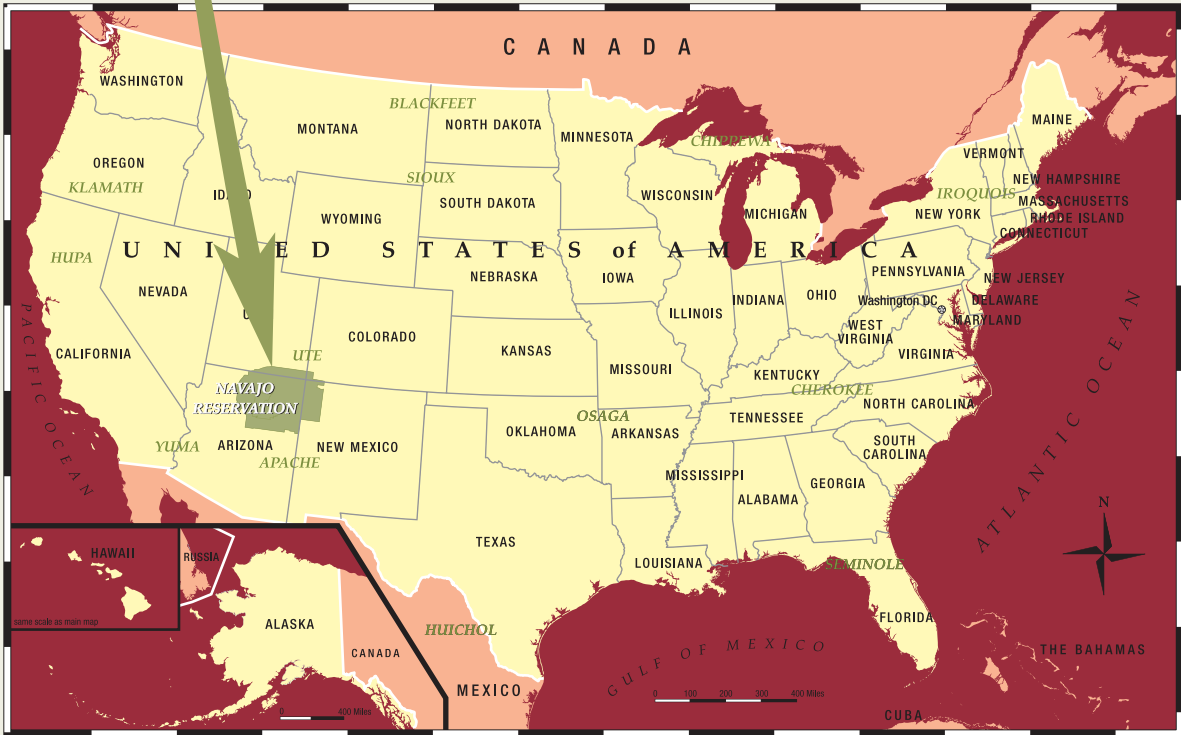 CANADA
WASHINGTON
BLACKFEET
MONTANA
NORTH DAKOTA
MINNESOTA
CHIPPEWA
MAINE
OREGON
KLAMATH
IDAHO
SIOUX
SOUTH DAKOTA
WYOMING
WISCONSIN
MICHIGAN
VERMONT
NEW HAMPSHIRE
IROQUOIS
MASSACHUSETTS
NEW YORK
RHODE ISLAND
CONNECTICUT
UNITED STATES of AMERICA
HUPA
NEVADA
NEBRASKA
IOWA
PENNSYLVANIA
NEW JERSEY
ILLINOIS
INDIANA
OHIO
Washington DC
DELAWARE
MARYLAND
WEST
VIRGINIA
VIRGINIA
PACIFIC OCEAN
CALIFORNIA
U
COLORADO
UTE
KANSAS
MISSOURI
KENTUCKY
CHEROKEE
NAVAJO
RESERVATION
YUMA
ARIZONA
APACHE
NEW MEXICO
OKLAHOMA
OSAGA
ARKANSAS
TENNESSEE
NORTH CAROLINA
SOUTH
CAROLINA
MISSISSIPPI
ALABAMA
GEORGIA
ATLANTIC OCEAN
N
TEXAS
LOUISIANA
SEMINOLE
FLORIDA
HAWAII
same scale as main map
RUSSIA
ALASKA
CANADA
0 400 Miles
HUICHOL
MEXICO
GULF OF MEXICO
0 100 200 300 400 Miles
THE BAHAMAS
CUBA